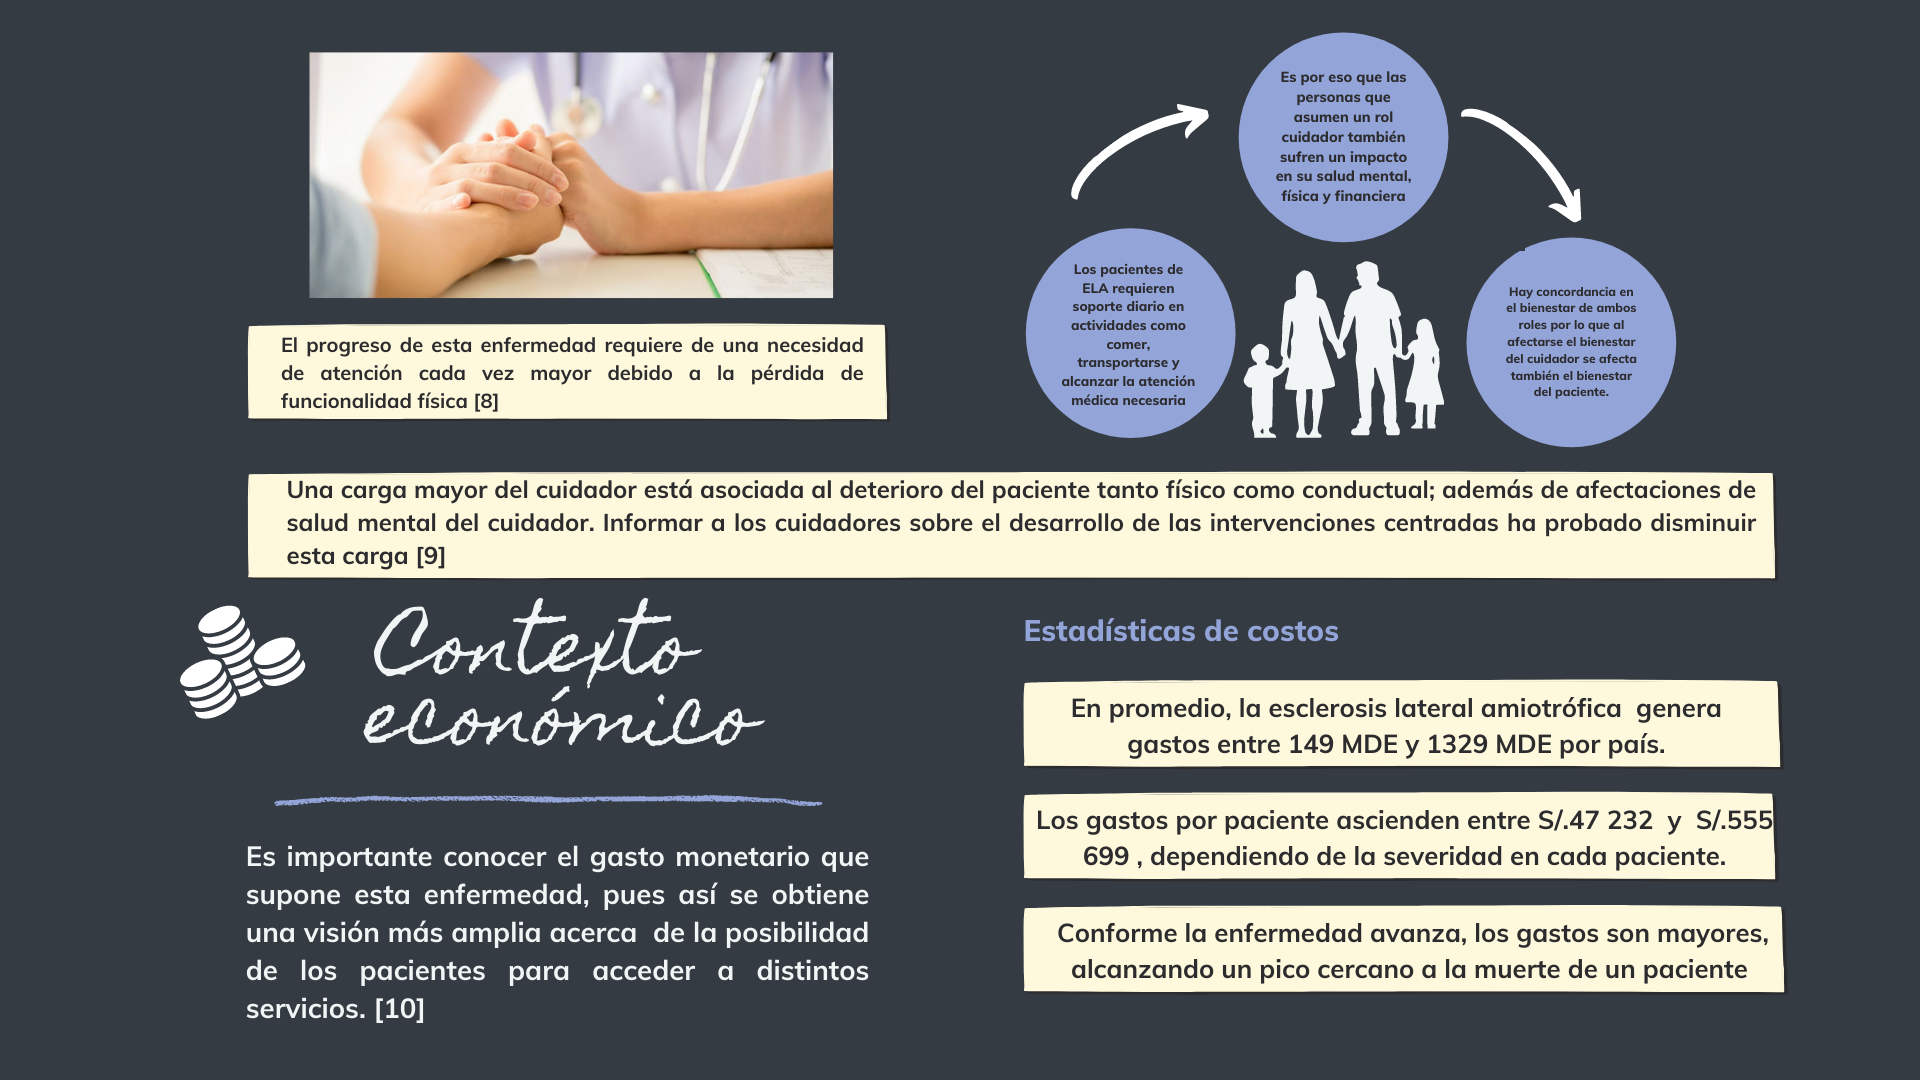 El progreso de esta enfermedad requiere de una necesidad
de atención cada vez mayor debido a la pérdida de
funcionalidad física [8]
Los pacientes de
ELA requieren
soporte diario en
actividades como
comer,
transportarse y
alcanzar la atención
médica necesaria
Es por eso que las
personas que
asumen un rol
cuidador también
sufren un impacto
en su salud mental,
física y financiera
Hay concordancia en
el bienestar de ambos
roles por lo que al
afectarse el bienestar
del cuidador se afecta
también el bienestar
del paciente.
Una carga mayor del cuidador está asociada al deterioro del paciente tanto físico como conductual; además de afectaciones de
salud mental del cuidador. Informar a los cuidadores sobre el desarrollo de las intervenciones centradas ha probado disminuir
esta carga [9]
Contexto
económico
Es importante conocer el gasto monetario que
supone esta enfermedad, pues así se obtiene
una visión más amplia acerca de la posibilidad
de los pacientes para acceder a distintos
servicios. [10]
Estadísticas de costos
En promedio, la esclerosis lateral amiotrófica genera
gastos entre 149 MDE y 1329 MDE por país.
Los gastos por paciente ascienden entre S/.47 232 y S/.555
699 , dependiendo de la severidad en cada paciente.
Conforme la enfermedad avanza, los gastos son mayores,
alcanzando un pico cercano a la muerte de un paciente